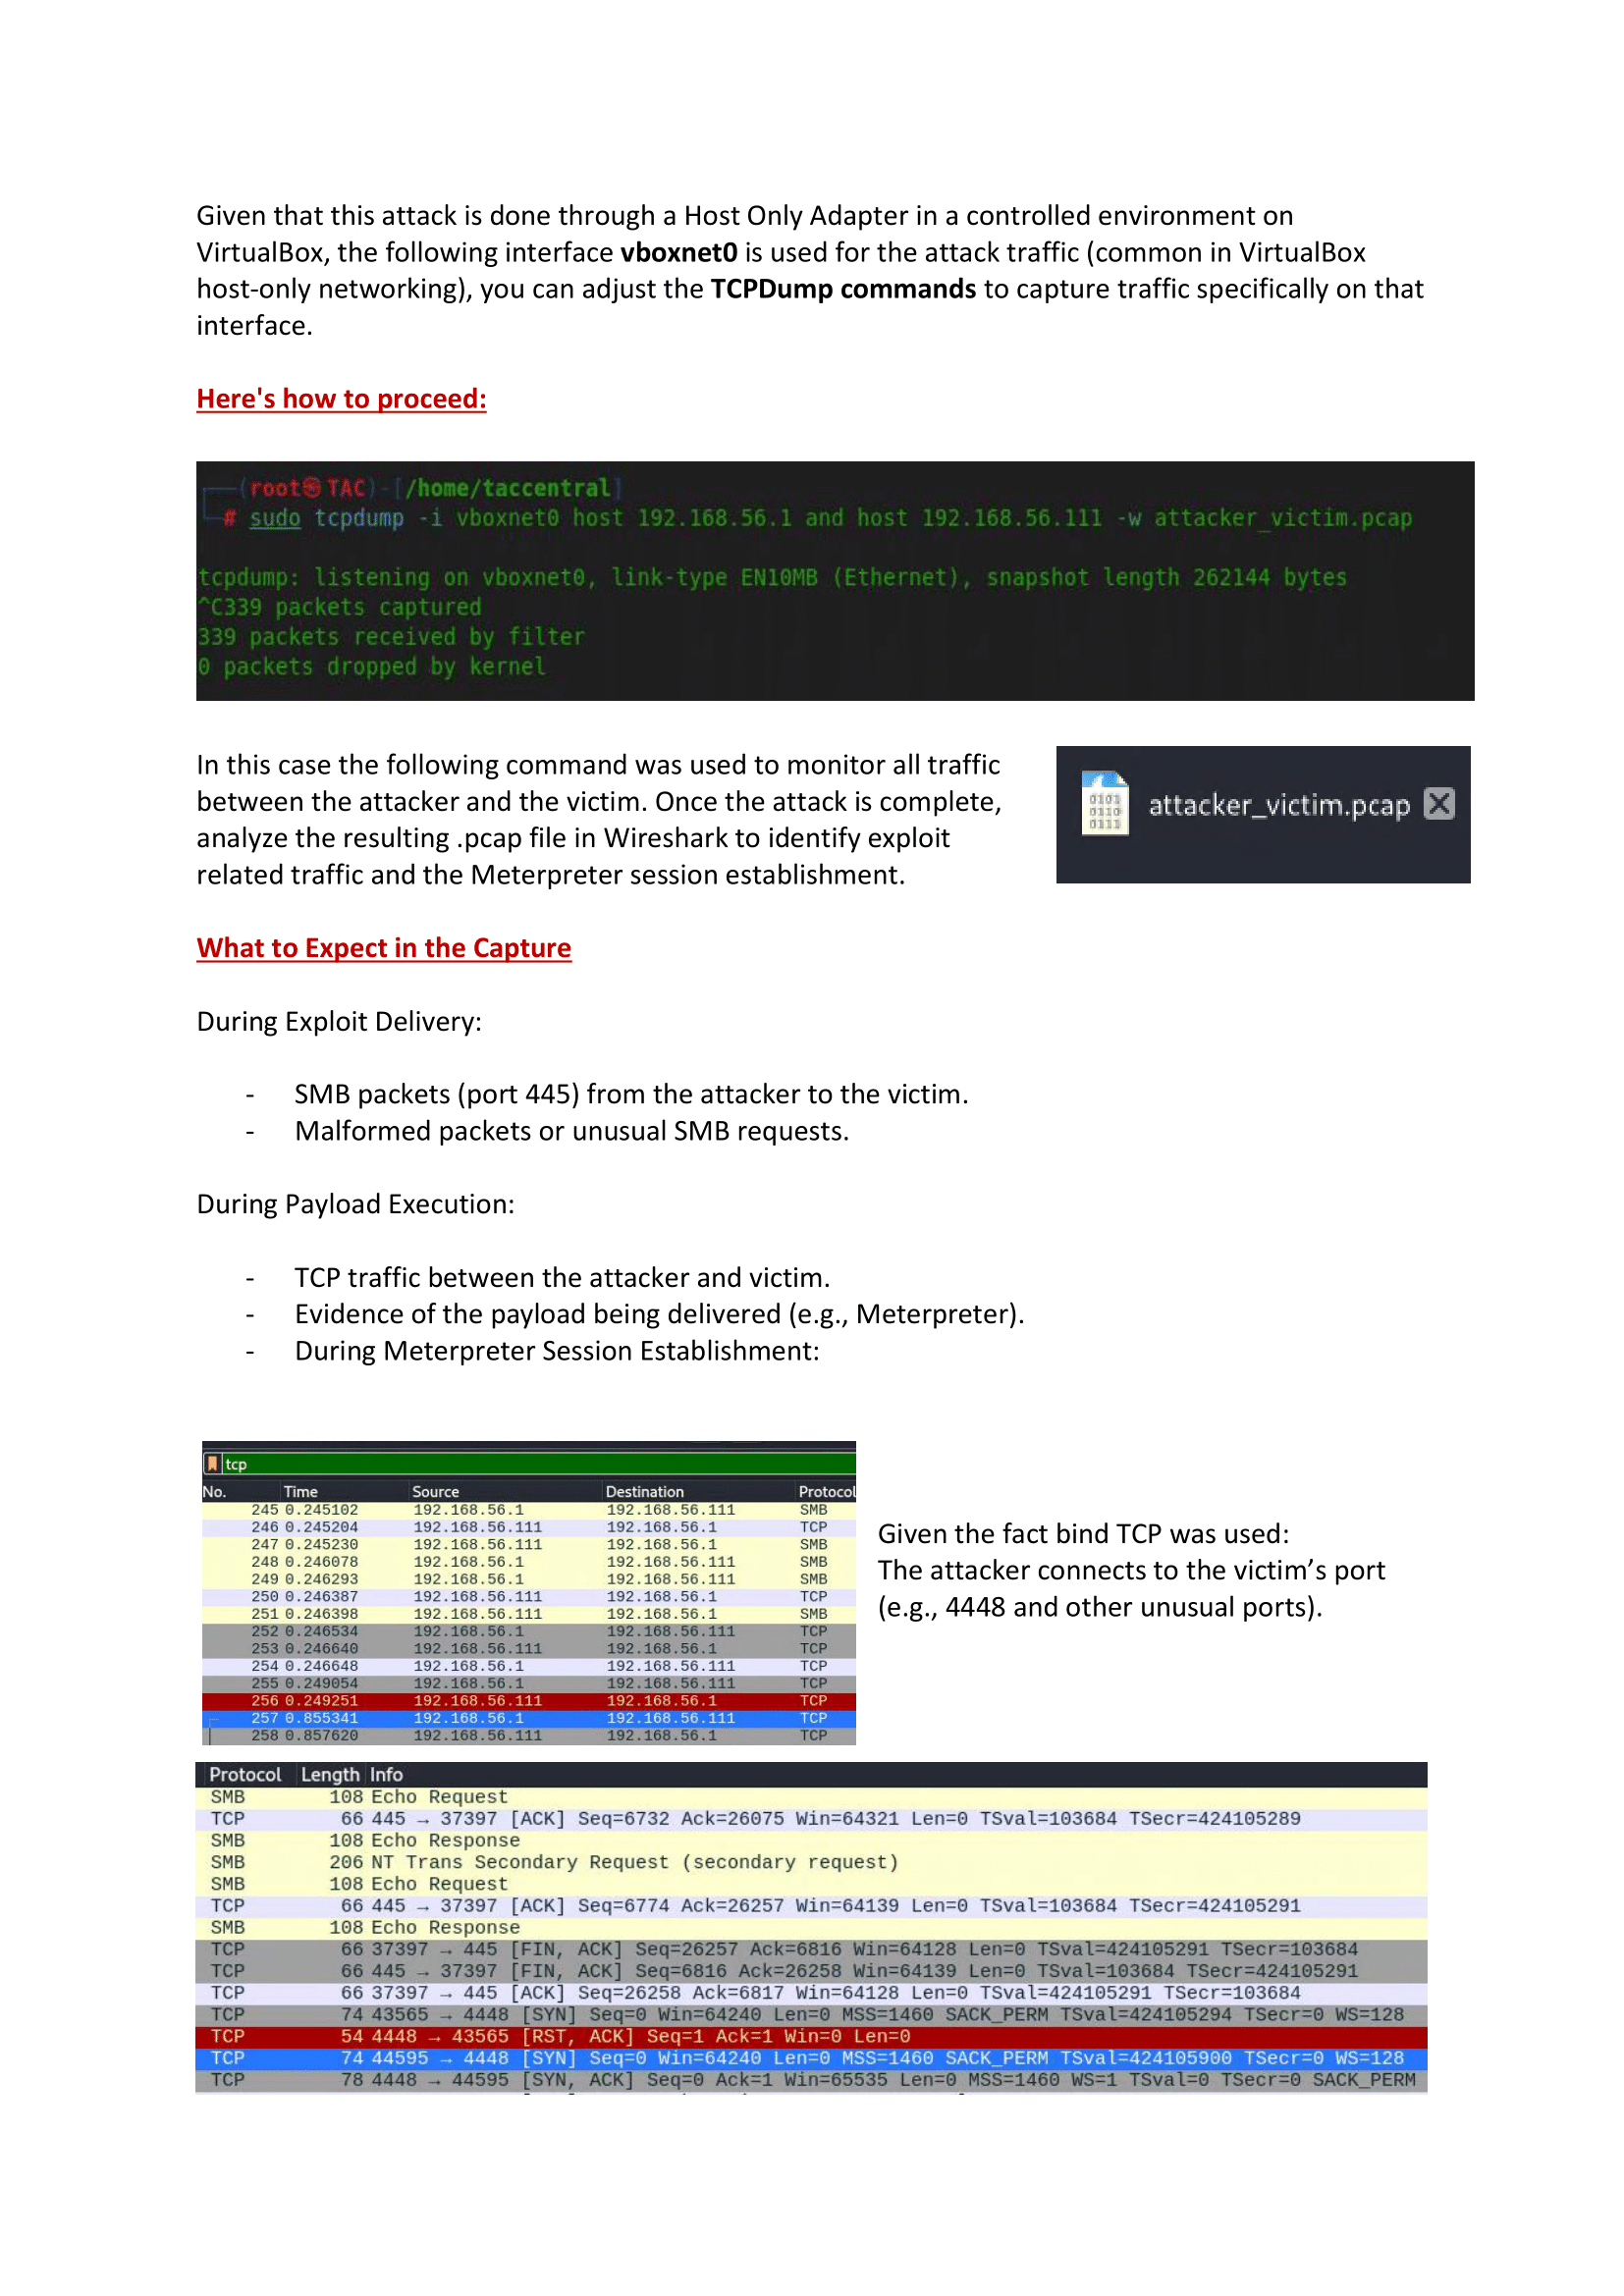 Given that this attack is done through a Host Only Adapter in a controlled environment on
VirtualBox, the following interface vboxnet0 is used for the attack traffic (common in VirtualBox
host-only networking), you can adjust the TCPDump commands to capture traffic specifically on that
interface.
Here's how to proceed:
(root㉿TAC)-[/home/taccentral]
# sudo tcpdump -i vboxnet0 host 192.168.56.1 and host 192.168.56.111 -w attacker_victim.pcap
tcpdump: listening on vboxnet0, link-type EN10MB (Ethernet), snapshot length 262144 bytes
^C339 packets captured
339 packets received by filter
0 packets dropped by kernel
In this case the following command was used to monitor all traffic
between the attacker and the victim. Once the attack is complete,
analyze the resulting .pcap file in Wireshark to identify exploit
related traffic and the Meterpreter session establishment.
0101
0110
0111
attacker_victim.pcap
What to Expect in the Capture
During Exploit Delivery:
- SMB packets (port 445) from the attacker to the victim.
- Malformed packets or unusual SMB requests.
During Payload Execution:
- TCP traffic between the attacker and victim.
- Evidence of the payload being delivered (e.g., Meterpreter).
- During Meterpreter Session Establishment:
tcp
No. Time Source Destination Protocol
245 0.245102 192.168.56.1 192.168.56.111 SMB
246 0.245204 192.168.56.111 192.168.56.1 TCP
247 0.245230 192.168.56.111 192.168.56.1 SMB
248 0.246078 192.168.56.1 192.168.56.111 SMB
249 0.246293 192.168.56.1 192.168.56.111 SMB
250 0.246387 192.168.56.111 192.168.56.1 TCP
251 0.246398 192.168.56.111 192.168.56.1 SMB
252 0.246534 192.168.56.1 192.168.56.111 TCP
253 0.246640 192.168.56.111 192.168.56.1 TCP
254 0.246648 192.168.56.1 192.168.56.111 TCP
255 0.249054 192.168.56.1 192.168.56.111 TCP
256 0.249251 192.168.56.111 192.168.56.1 TCP
257 0.855341 192.168.56.1 192.168.56.111 TCP
258 0.857620 192.168.56.111 192.168.56.1 TCP
Given the fact bind TCP was used:
The attacker connects to the victim’s port
(e.g., 4448 and other unusual ports).
Protocol Length Info
SMB 108 Echo Request
TCP 66 445 → 37397 [ACK] Seq=6732 Ack=26075 Win=64321 Len=0 TSval=103684 TSecr=424105289
SMB 108 Echo Response
SMB 206 NT Trans Secondary Request (secondary request)
SMB 108 Echo Request
TCP 66 445 → 37397 [ACK] Seq=6774 Ack=26257 Win=64139 Len=0 TSval=103684 TSecr=424105291
SMB 108 Echo Response
TCP 66 37397 → 445 [FIN, ACK] Seq=26257 Ack=6816 Win=64128 Len=0 TSval=424105291 TSecr=103684
TCP 66 445 → 37397 [FIN, ACK] Seq=6816 Ack=26258 Win=64139 Len=0 TSval=103684 TSecr=424105291
TCP 66 37397 → 445 [ACK] Seq=26258 Ack=6817 Win=64128 Len=0 TSval=424105291 TSecr=103684
TCP 74 43565 → 4448 [SYN] Seq=0 Win=64240 Len=0 MSS=1460 SACK_PERM TSval=424105294 TSecr=0 WS=128
TCP 54 4448 → 43565 [RST, ACK] Seq=1 Ack=1 Win=0 Len=0
TCP 74 44595 → 4448 [SYN] Seq=0 Win=64240 Len=0 MSS=1460 SACK_PERM TSval=424105900 TSecr=0 WS=128
TCP 78 4448 → 44595 [SYN, ACK] Seq=0 Ack=1 Win=65535 Len=0 MSS=1460 WS=1 TSval=0 TSecr=0 SACK_PERM